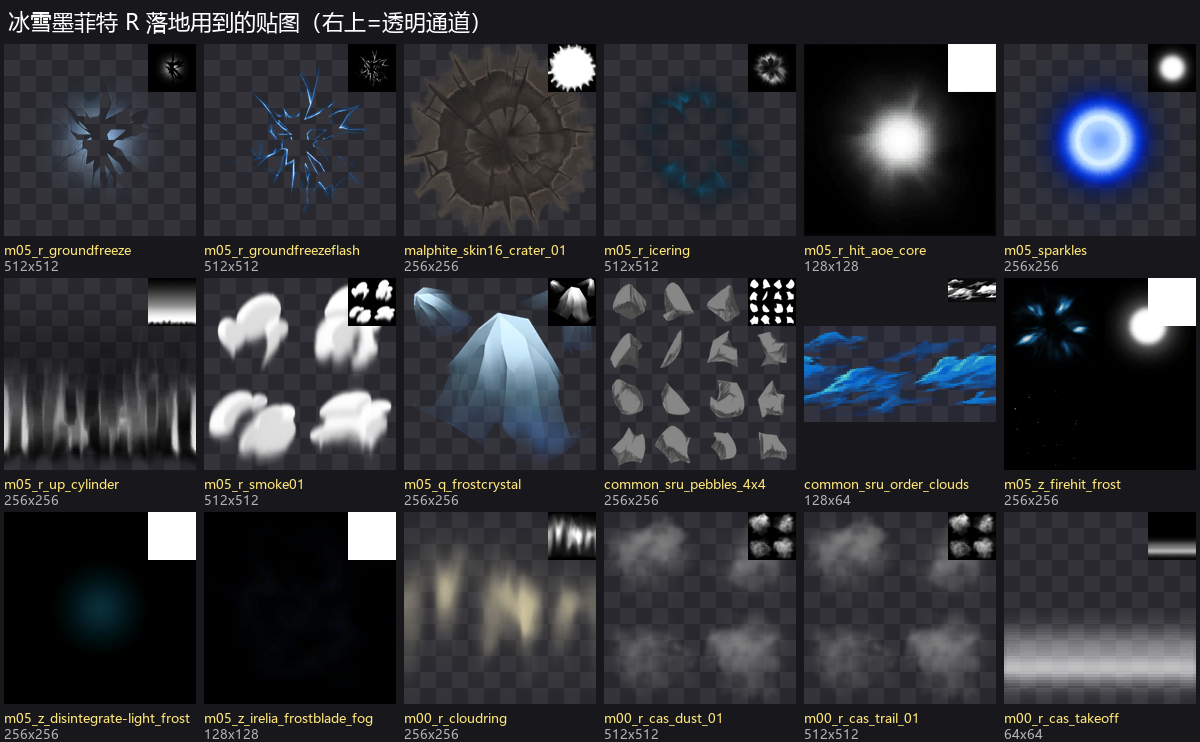 冰雪墨菲特 R 落地用到的贴图（右上=透明通道）
m05_r_groundfreeze
512x512
m05_r_groundfreezeflash
512x512
malphite_skin16_crater_01
256x256
m05_r_icering
512x512
m05_r_hit_aoe_core
128x128
m05_sparkles
256x256
m05_r_up_cylinder
256x256
m05_r_smoke01
512x512
m05_q_frostcrystal
256x256
common_sru_pebbles_4x4
256x256
common_sru_order_clouds
128x64
m05_z_firehit_frost
256x256
m05_z_disintegrate-light_frost
256x256
m05_z_irelia_frostblade_fog
128x128
m00_r_cloudring
256x256
m00_r_cas_dust_01
512x512
m00_r_cas_trail_01
512x512
m00_r_cas_takeoff
64x64